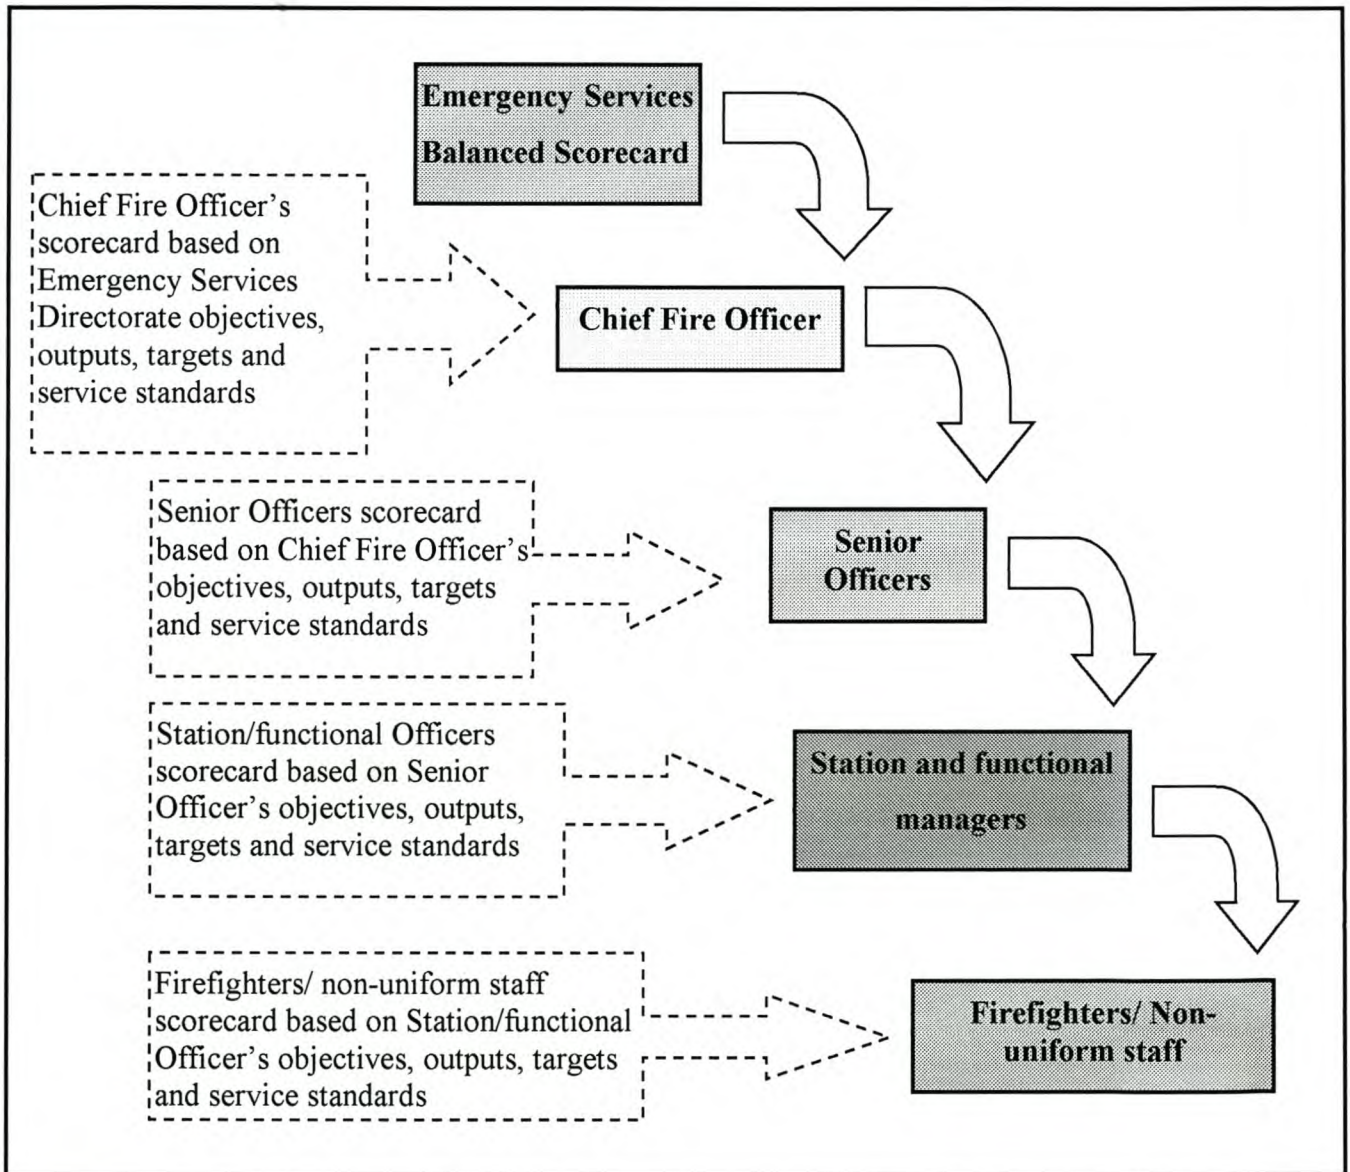 Emergency Services
Balanced Scorecard
Chief Fire Officer's
scorecard based on
Emergency Services
Directorate objectives,
outputs, targets and
service standards
Chief Fire Officer
Senior Officers scorecard
based on Chief Fire Officer's
objectives, outputs, targets
and service standards
Senior
Officers
Station/functional Officers
scorecard based on Senior
Officer's objectives, outputs,
targets and service standards
Station and functional
managers
Firefighters/ non-uniform staff
scorecard based on Station/functional
Officer's objectives, outputs, targets
and service standards
Firefighters/ Non-
uniform staff